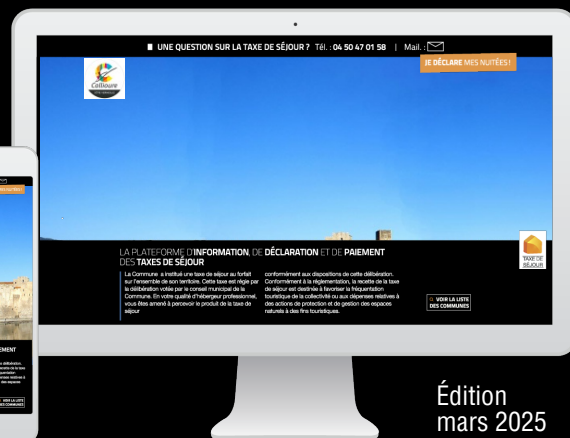 UNE QUESTION SUR LA TAXE DE SÉJOUR ? Tél. : 04 50 47 01 58 | Mail. :
JE DÉCLARE MES NUITÉES !
Collioure
LA PLATEFORME D'INFORMATION, DE DÉCLARATION ET DE PAIEMENT
DES TAXES DE SÉJOUR
La Commune a institué une taxe de séjour au forfait
sur l'ensemble de son territoire. Cette taxe est régie par
la délibération votée par le conseil municipal de la
Commune. En votre qualité d'hébergeur professionnel,
vous êtes amené à percevoir le produit de la taxe de
séjour
conformément aux dispositions de cette délibération.
Conformément à la réglementation, la recette de la taxe
de séjour est destinée à favoriser la fréquentation
touristique de la collectivité ou aux dépenses relatives à
des actions de protection et de gestion des espaces
naturels à des fins touristiques.
TAXE DE
SÉJOUR
VOIR LA LISTE
DES COMMUNES
EMENT
VOIR LA LISTE
DES COMMUNES
Édition
mars 2025